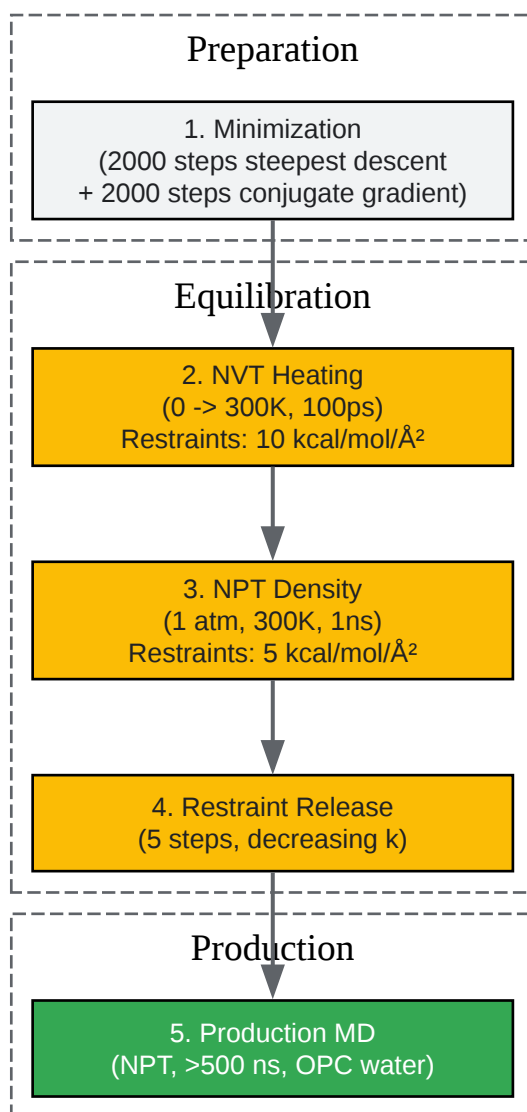 Preparation
1. Minimization
(2000 steps steepest descent
+ 2000 steps conjugate gradient)
Equilibration
2. NVT Heating
(0 -> 300K, 100ps)
Restraints: 10 kcal/mol/Å²
3. NPT Density
(1 atm, 300K, 1ns)
Restraints: 5 kcal/mol/Å²
4. Restraint Release
(5 steps, decreasing k)
Production
5. Production MD
(NPT, >500 ns, OPC water)